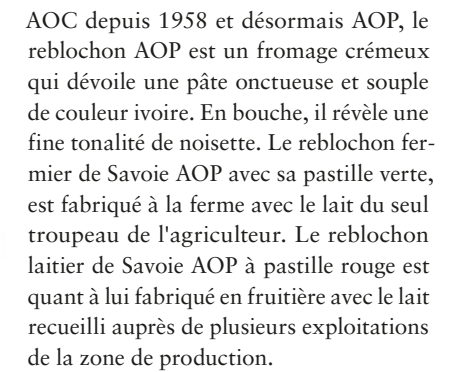 AOC depuis 1958 et désormais AOP, le
reblochon AOP est un fromage crémeux
qui dévoile une pâte onctueuse et souple
de couleur ivoire. En bouche, il révèle une
fine tonalité de noisette. Le reblochon fer-
mier de Savoie AOP avec sa pastille verte,
est fabriqué à la ferme avec le lait du seul
troupeau de l'agriculteur. Le reblochon
laitier de Savoie AOP à pastille rouge est
quant à lui fabriqué en fruitière avec le lait
recueilli auprès de plusieurs exploitations
de la zone de production.